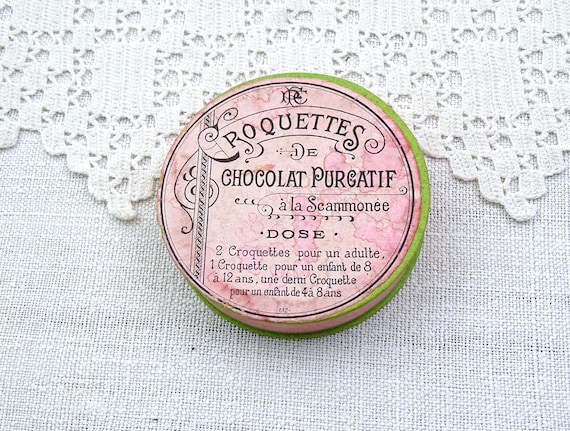 CROQUETTES
DE
CHOCOLAT PURGATIF
à la Scammonée
DOSE
2 Croquettes pour un adulte,
1 Croquette pour un enfant de 8
à 12 ans, une demi Croquette
pour un enfant de 4 à 8 ans